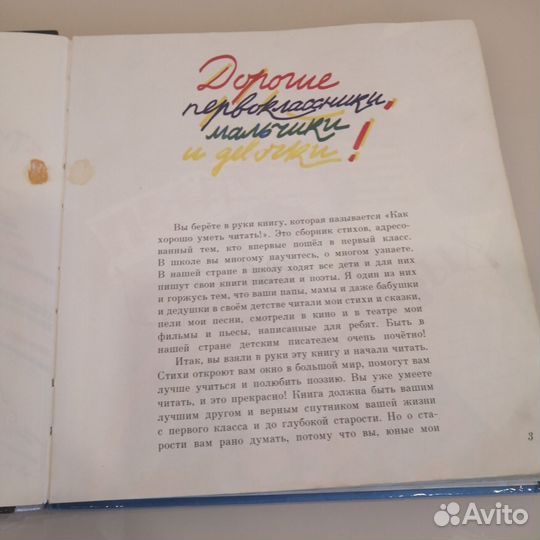 Дорогие
первоклассники,
мальчики
и девочки!
Вы берёте в руки книгу, которая называется «Как
хорошо уметь читать!». Это сборник стихов, адресо-
ванный тем, кто впервые пошёл в первый класс.
В школе вы многому научитесь, о многом узнаете.
В нашей стране в школу ходят все дети и для них
пишут свои книги писатели и поэты. Я один из них
и горжусь тем, что ваши папы, мамы и даже бабушки
и дедушки в своём детстве читали мои стихи и сказки,
пели мои песни, смотрели в кино и в театре мои
фильмы и пьесы, написанные для ребят. Быть в
нашей стране детским писателем очень почётно!
Итак, вы взяли в руки эту книгу и начали читать.
Стихи откроют вам окно в большой мир, помогут вам
лучше учиться и полюбить поэзию. Вы уже умеете
читать, и это прекрасно! Книга должна быть вашим
лучшим другом и верным спутником вашей жизни
с первого класса и до глубокой старости. Но о ста-
рости вам рано думать, потому что вы, юные мои
3
Avito